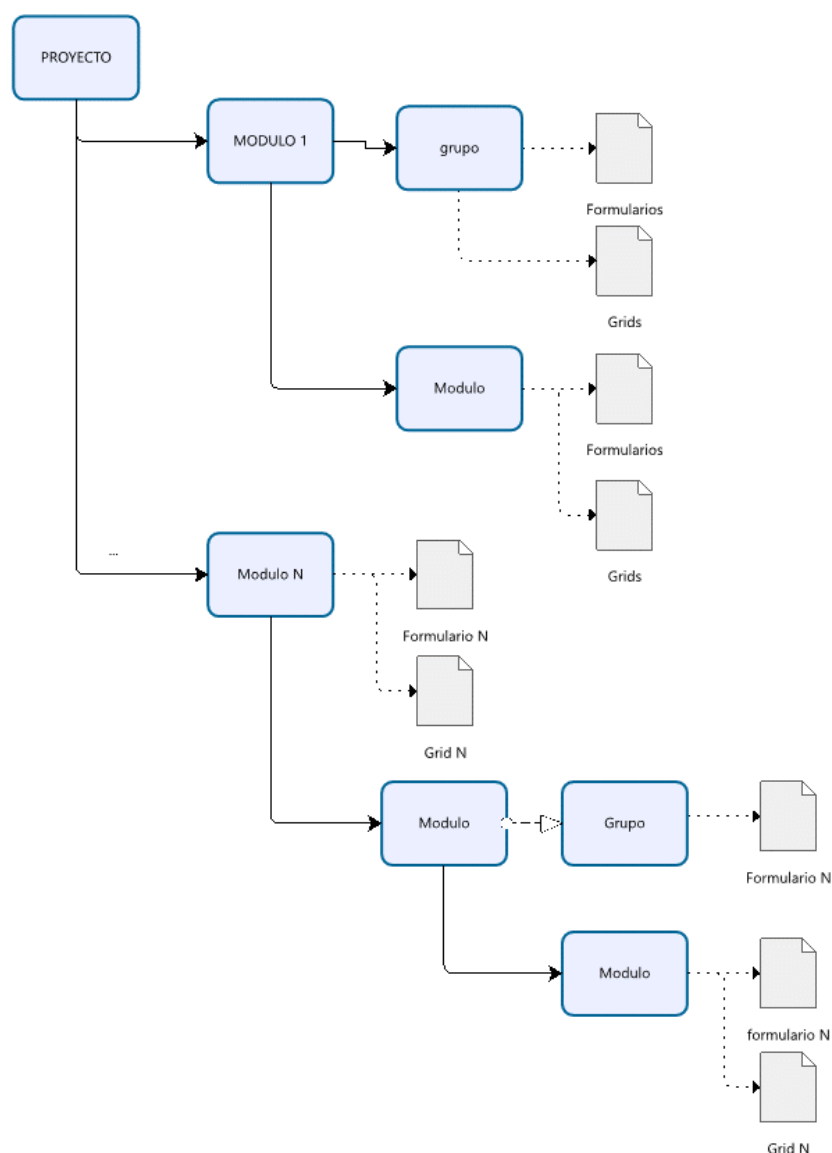 PROYECTO
MODULO 1
grupo
Formularios
Grids
Modulo
Formularios
Grids
...
Modulo N
Formulario N
Grid N
Modulo
Grupo
Formulario N
Modulo
formulario N
Grid N